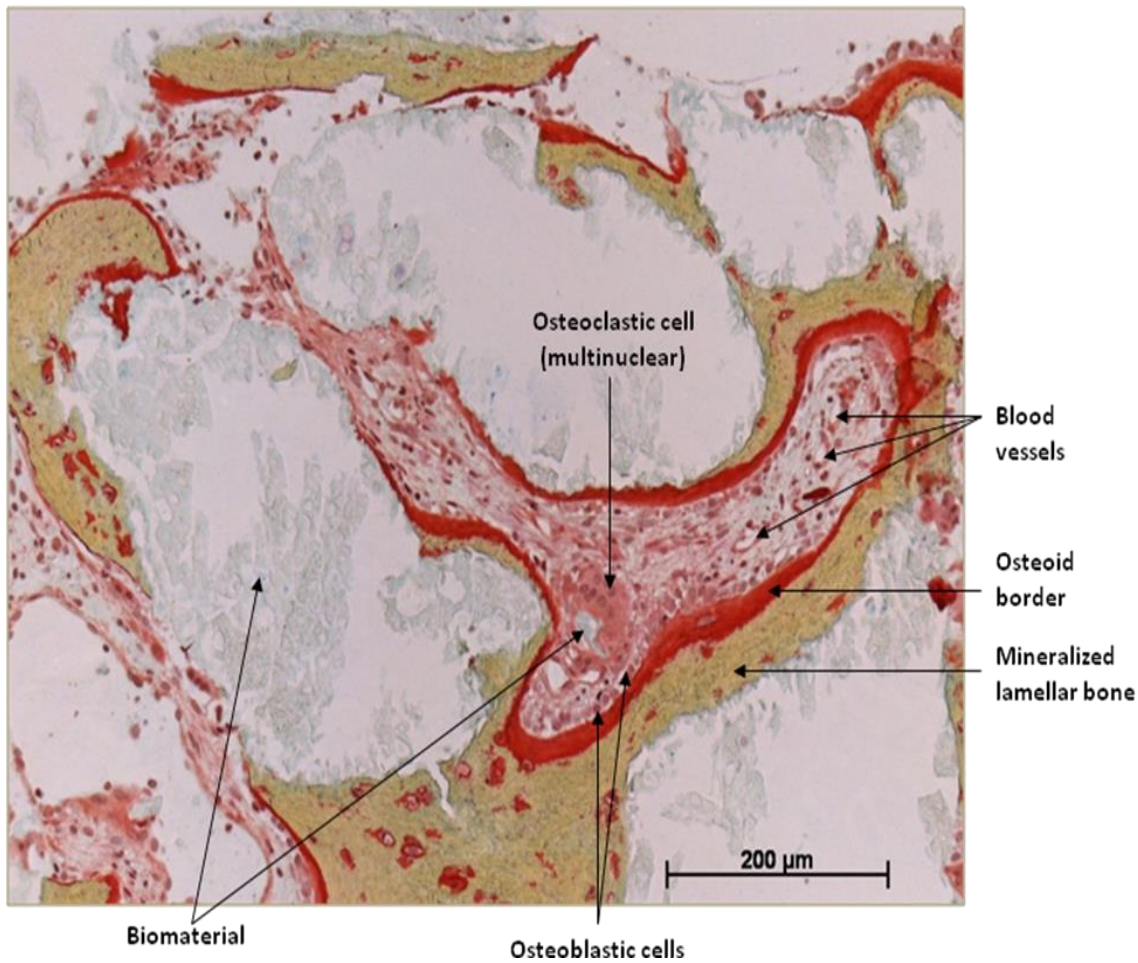 Osteoclastic cell
(multinuclear)
Blood
vessels
Osteoid
border
Mineralized
lamellar bone
200 µm
Biomaterial
Osteoblastic cells